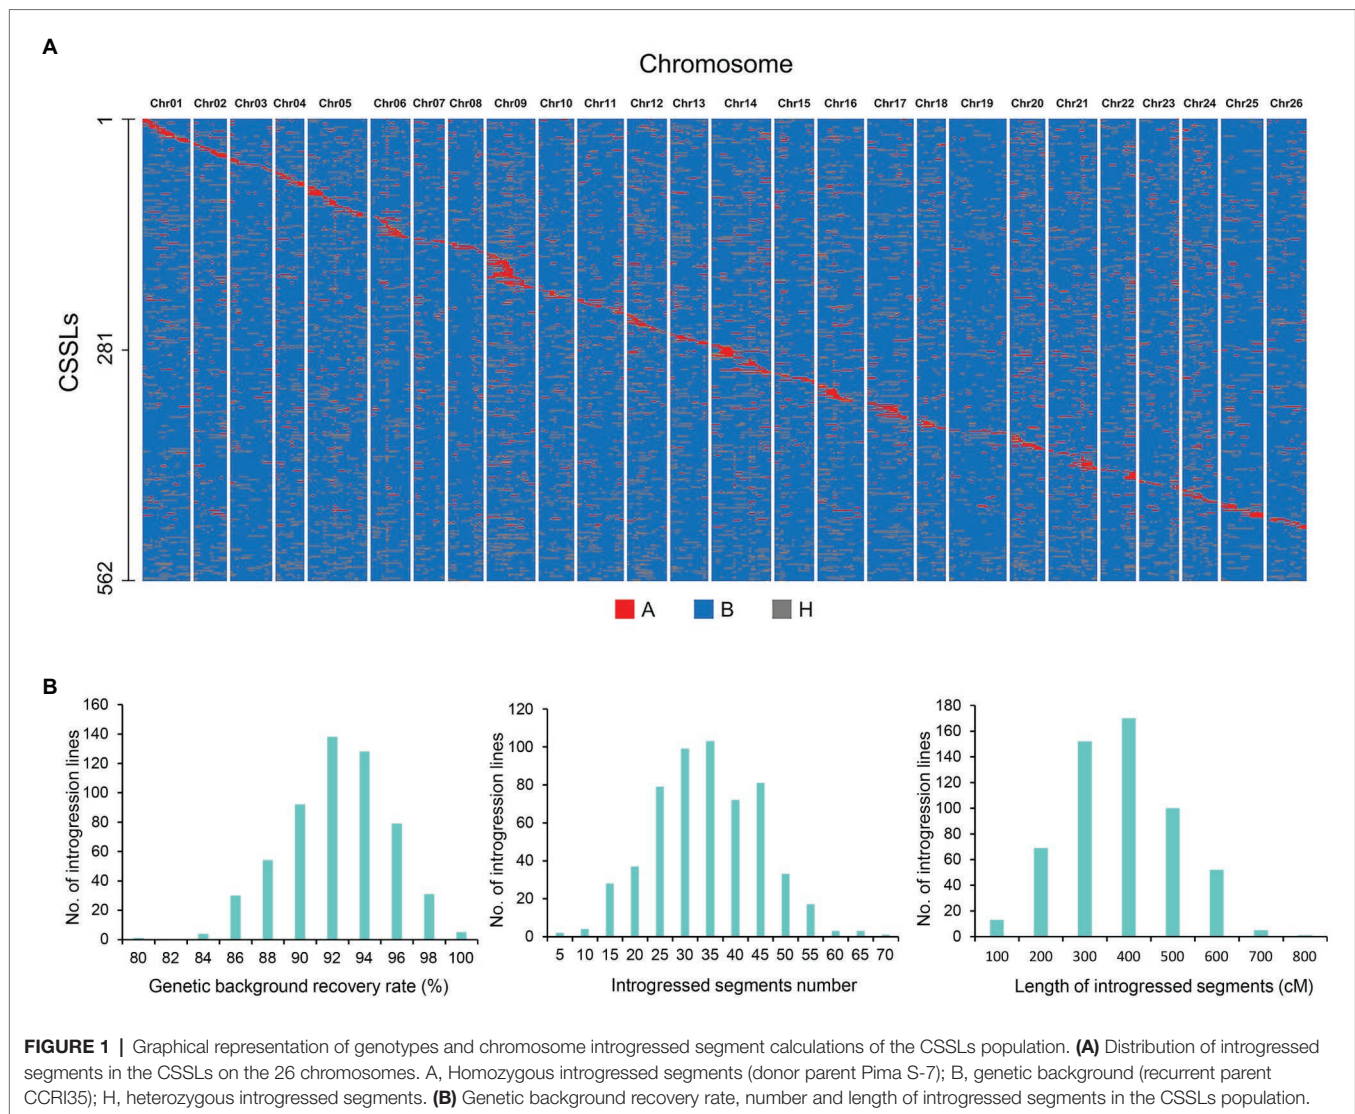 A
Chromosome
Chr01 Chr02 Chr03 Chr04 Chr05 Chr06 Chr07 Chr08 Chr09 Chr10 Chr11 Chr12 Chr13 Chr14 Chr15 Chr16 Chr17 Chr18 Chr19 Chr20 Chr21 Chr22 Chr23 Chr24 Chr25 Chr26
CSSLs
1
281
562
A B H
B
No. of introgression lines
160
140
120
100
80
60
40
20
0
80 82 84 86 88 90 92 94 96 98 100
Genetic background recovery rate (%)
No. of introgression lines
120
100
80
60
40
20
0
5 10 15 20 25 30 35 40 45 50 55 60 65 70
Introgressed segments number
No. of introgression lines
180
160
140
120
100
80
60
40
20
0
100 200 300 400 500 600 700 800
Length of introgressed segments (cM)
FIGURE 1 | Graphical representation of genotypes and chromosome introgressed segment calculations of the CSSLs population. (A) Distribution of introgressed
segments in the CSSLs on the 26 chromosomes. A, Homozygous introgressed segments (donor parent Pima S-7); B, genetic background (recurrent parent
CCRI35); H, heterozygous introgressed segments. (B) Genetic background recovery rate, number and length of introgressed segments in the CSSLs population.